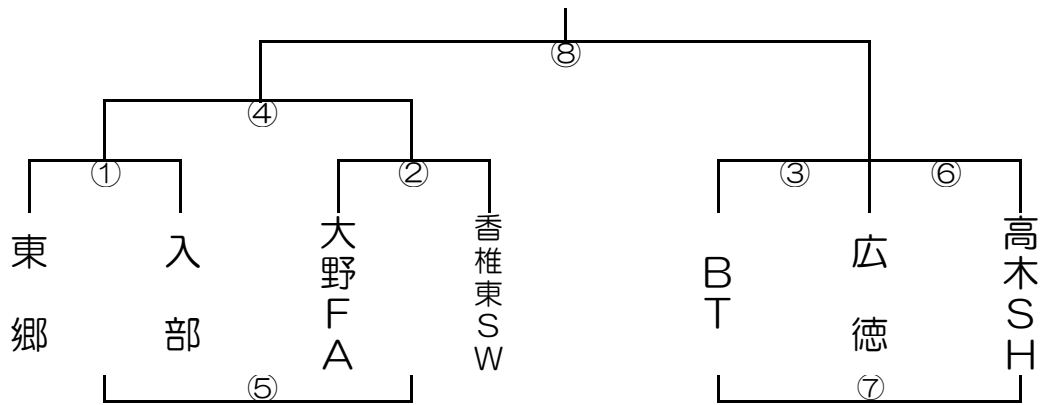 ⑧
④
① ② ③ ⑥
東郷
入部
大野FA
香椎東SW
BT
広徳
高木SH
⑤ ⑦